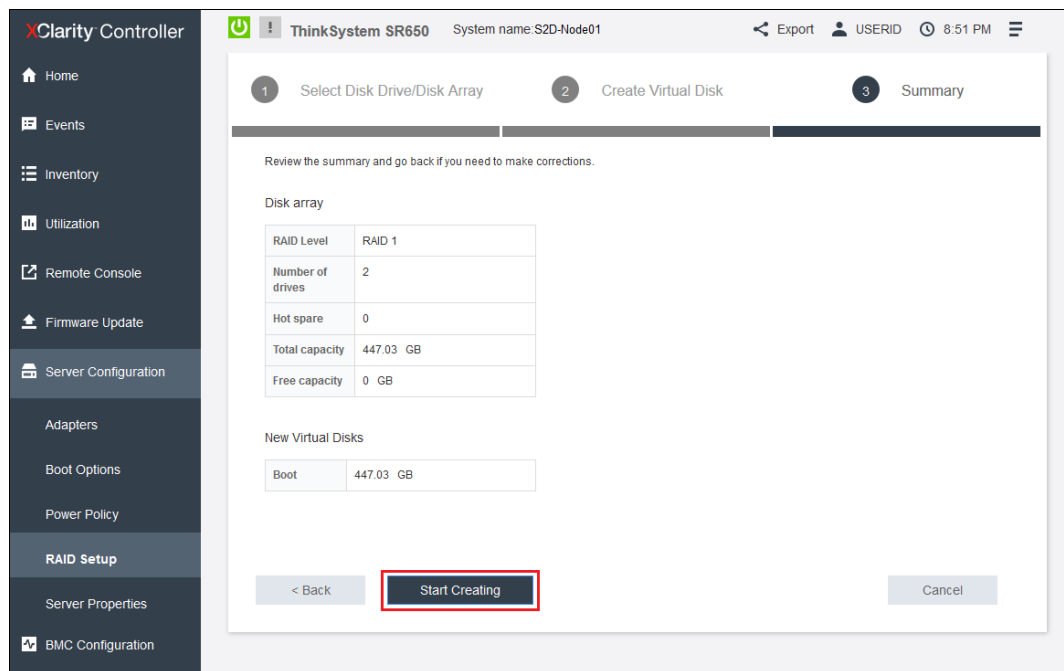 XClarity Controller
ThinkSystem SR650
System name:S2D-Node01
Export
USERID
8:51 PM
Home
Events
Inventory
Utilization
Remote Console
Firmware Update
Server Configuration
Adapters
Boot Options
Power Policy
RAID Setup
Server Properties
BMC Configuration
1 Select Disk Drive/Disk Array
2 Create Virtual Disk
3 Summary
Review the summary and go back if you need to make corrections.
Disk array
RAID Level RAID 1
Number of
drives
2
Hot spare 0
Total capacity 447.03 GB
Free capacity 0 GB
New Virtual Disks
Boot 447.03 GB
< Back
Start Creating
Cancel